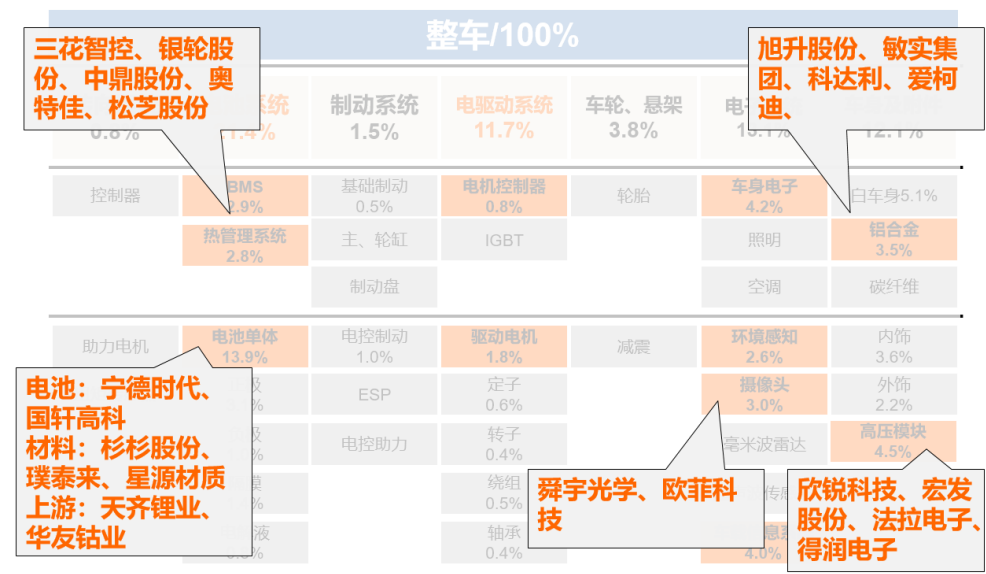 整车/100%
三花智控、银轮股
份、中鼎股份、奥
特佳、松芝股份
旭升股份、敏实集
团、科达利、爱柯
迪、
0.8%
系统
制动系统
1.5%
电驱动系统
11.7%
车轮、悬架
3.8%
12.1%
控制器
BMS
2.9%
基础制动
0.5%
电机控制器
0.8%
轮胎
车身电子
4.2%
白车身5.1%
热管理系统
2.8%
主、轮缸
IGBT
照明
铝合金
3.5%
制动盘
空调
碳纤维
助力电机
电池单体
13.9%
电控制动
1.0%
驱动电机
1.8%
减震
环境感知
2.6%
内饰
3.6%
ESP
定子
0.6%
摄像头
3.0%
外饰
2.2%
电控助力
转子
0.4%
毫米波雷达
高压模块
4.5%
绕组
0.5%
轴承
0.4%
4.0%
电池：宁德时代、
国轩高科
材料：杉杉股份、
璞泰来、星源材质
上游：天齐锂业、
华友钴业
舜宇光学、欧菲科
技
欣锐科技、宏发
股份、法拉电子、
得润电子